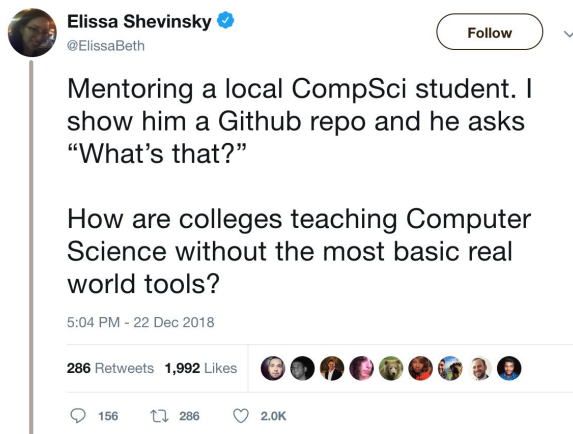 Elissa Shevinsky
@ElissaBeth
Follow
Mentoring a local CompSci student. I
show him a Github repo and he asks
“What’s that?”
How are colleges teaching Computer
Science without the most basic real
world tools?
5:04 PM - 22 Dec 2018
286 Retweets 1,992 Likes
156 286 2.0K